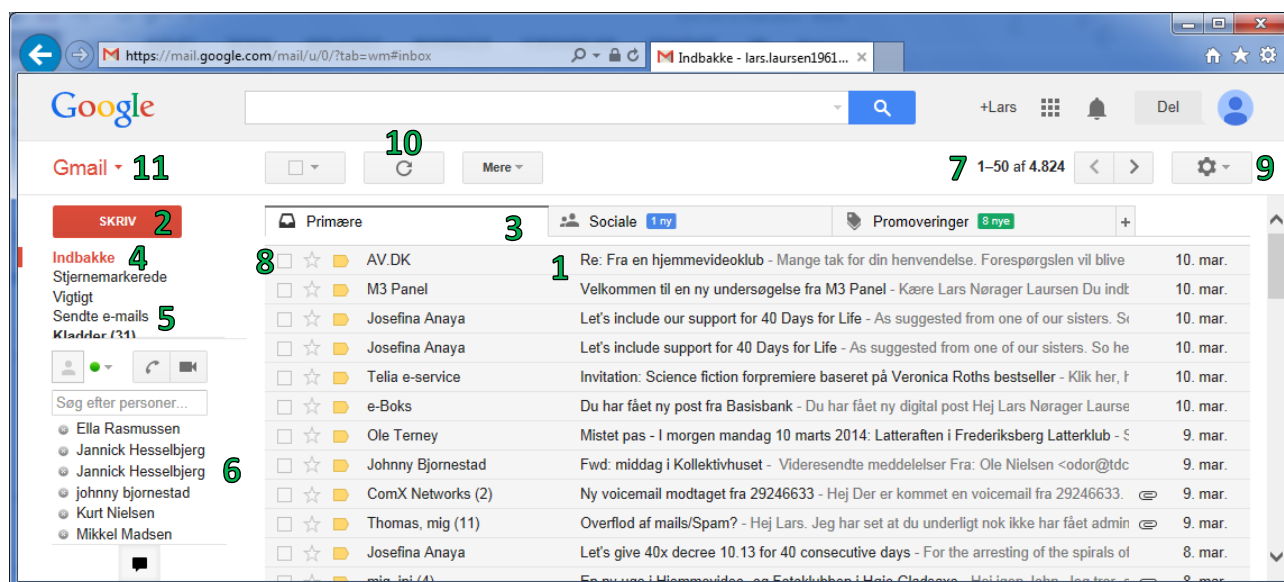 https://mail.google.com/mail/u/0/?tab=wm#inbox
Indbakke - lars.laursen1961...
Google
+Lars
Del
10
Gmail
11
Mere
7
1–50 af 4.824
9
SKRIV
2
Primære
3
Sociale
1 ny
Promoveringer
8 nye
+
Indbakke
4
Stjernemarkerede
Vigtigt
Sendte e-mails
5
Kladder (31)
Søg efter personer...
Ella Rasmussen
Jannick Hesselbjerg
Jannick Hesselbjerg
6
johnny bjornestad
Kurt Nielsen
Mikkel Madsen
8
AV.DK
1
Re: Fra en hjemmevideoklub - Mange tak for din henvendelse. Forespørgslen vil blive
10. mar.
M3 Panel
Velkommen til en ny undersøgelse fra M3 Panel - Kære Lars Nørager Laursen Du indb
10. mar.
Josefina Anaya
Let's include our support for 40 Days for Life - As suggested from one of our sisters. So
10. mar.
Josefina Anaya
Let's include support for 40 Days for Life - As suggested from one of our sisters. So he
10. mar.
Telia e-service
Invitation: Science fiction forpremiere baseret på Veronica Roths bestseller - Klik her, h
10. mar.
e-Boks
Du har fået ny post fra Basisbank - Du har fået ny digital post Hej Lars Nørager Laurse
10. mar.
Ole Terney
Mistet pas - I morgen mandag 10 marts 2014: Latteraften i Frederiksberg Latterklub - S
9. mar.
Johnny Bjornestad
Fwd: middag i Kollektivhuset - Videresendte meddelelser Fra: Ole Nielsen <odor@tdc
9. mar.
ComX Networks (2)
Ny voicemail modtaget fra 29246633 - Hej Der er kommet en voicemail fra 29246633.
9. mar.
Thomas, mig (11)
Overflod af mails/Spam? - Hej Lars. Jeg har set at du underligt nok ikke har fået admin
9. mar.
Josefina Anaya
Let's give 40x decree 10.13 for 40 consecutive days - For the arresting of the spirals of
8. mar.
8. mar.